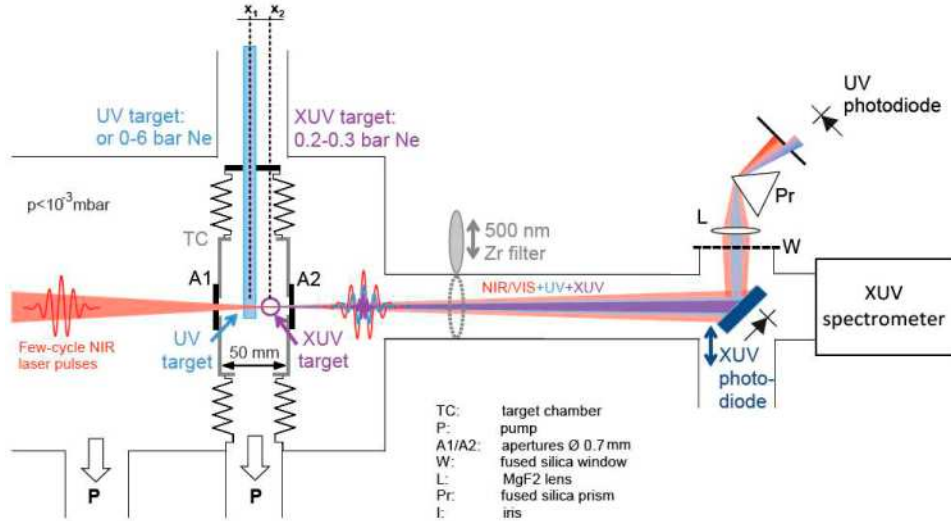 x₁ x₂
UV target:
or 0-6 bar Ne
XUV target:
0.2-0.3 bar Ne
UV
photodiode
p<10⁻³mbar
Pr
TC
500 nm
Zr filter
L
W
A1
A2
NIR/VIS+UV+XUV
XUV
spectrometer
Few-cycle NIR
laser pulses
UV
target
XUV
target
50 mm
XUV
photo-
diode
TC: target chamber
P: pump
A1/A2: apertures Ø 0.7mm
W: fused silica window
L: MgF2 lens
Pr: fused silica prism
I: iris
P
P